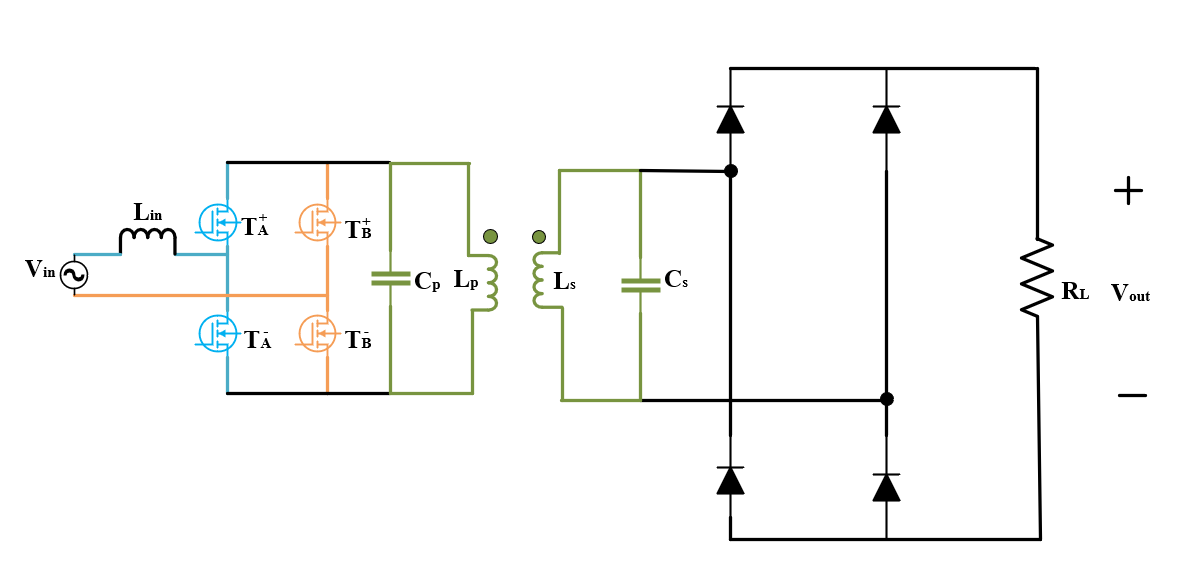 Lin
Vin
TA+
TB+
TA-
TB-
Cp
Lp
Ls
Cs
RL
Vout
+
−